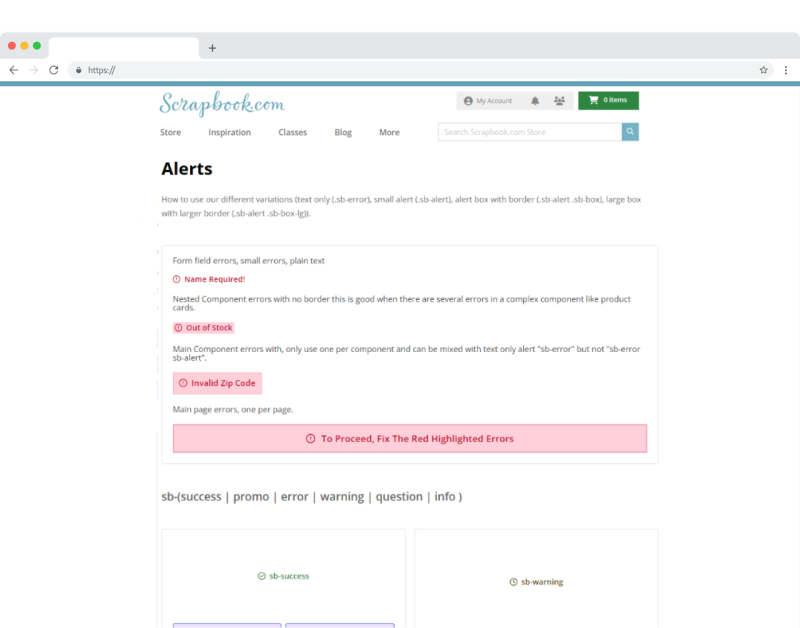 https://
Scrapbook.com
My Account
0 Items
Store Inspiration Classes Blog More
Search Scrapbook.com Store
Alerts
How to use our different variations (text only (.sb-error), small alert (.sb-alert), alert box with border (.sb-alert .sb-box), large box
with larger border (.sb-alert .sb-box-lg)).
Form field errors, small errors, plain text
Name Required!
Nested Component errors with no border this is good when there are several errors in a complex component like product
cards.
Out of Stock
Main Component errors with, only use one per component and can be mixed with text only alert "sb-error" but not "sb-error
sb-alert".
Invalid Zip Code
Main page errors, one per page.
To Proceed, Fix The Red Highlighted Errors
sb-(success | promo | error | warning | question | info )
sb-success
sb-warning